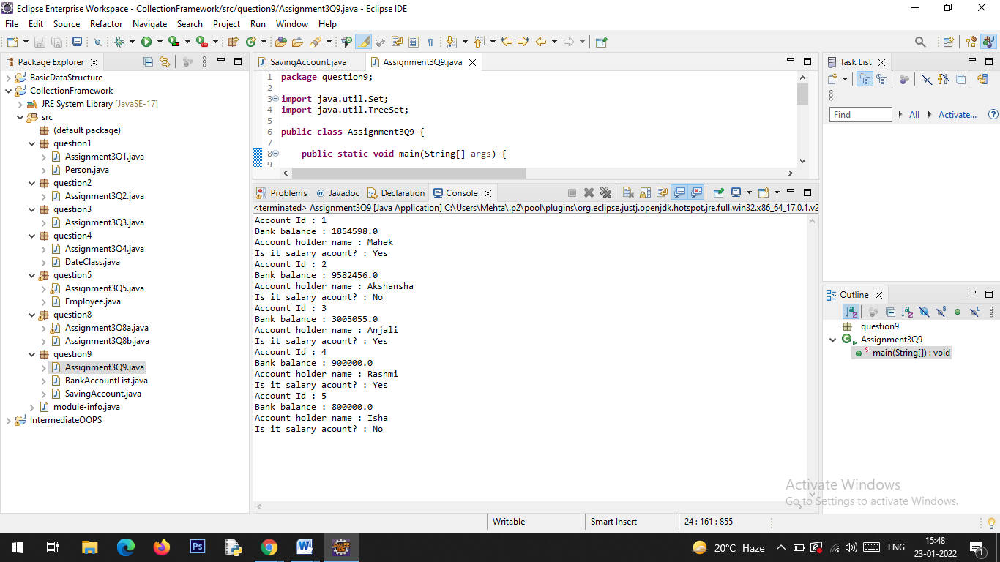 Eclipse Enterprise Workspace - CollectionFramework/src/question9/Assignment3Q9.java - Eclipse IDE
File Edit Source Refactor Navigate Search Project Run Window Help
Package Explorer
BasicDataStructure
CollectionFramework
JRE System Library [JavaSE-17]
src
(default package)
question1
Assignment3Q1.java
Person.java
question2
Assignment3Q2.java
question3
Assignment3Q3.java
question4
Assignment3Q4.java
DateClass.java
question5
Assignment3Q5.java
Employee.java
question8
Assignment3Q8a.java
Assignment3Q8b.java
question9
Assignment3Q9.java
BankAccountList.java
SavingAccount.java
module-info.java
IntermediateOOPS
SavingAccount.java Assignment3Q9.java
1 package question9;
2
3 import java.util.Set;
4 import java.util.TreeSet;
5
6 public class Assignment3Q9 {
7
8 public static void main(String[] args) {
9
Problems @ Javadoc Declaration Console
<terminated> Assignment3Q9 [Java Application] C:\Users\Mehta\.p2\pool\plugins\org.eclipse.justj.openjdk.hotspot.jre.full.win32.x86_64_17.0.1.v2
Account Id : 1
Bank balance : 1854598.0
Account holder name : Mahek
Is it salary acount? : Yes
Account Id : 2
Bank balance : 9582456.0
Account holder name : Akshansha
Is it salary acount? : No
Account Id : 3
Bank balance : 3005055.0
Account holder name : Anjali
Is it salary acount? : Yes
Account Id : 4
Bank balance : 900000.0
Account holder name : Rashmi
Is it salary acount? : Yes
Account Id : 5
Bank balance : 800000.0
Account holder name : Isha
Is it salary acount? : No
Task List
Find All Activate...
Outline
question9
Assignment3Q9
main(String[]) : void
Activate Windows
Go to Settings to activate Windows.
Writable Smart Insert 24 : 161 : 855
20°C Haze ENG 15:48
23-01-2022
1